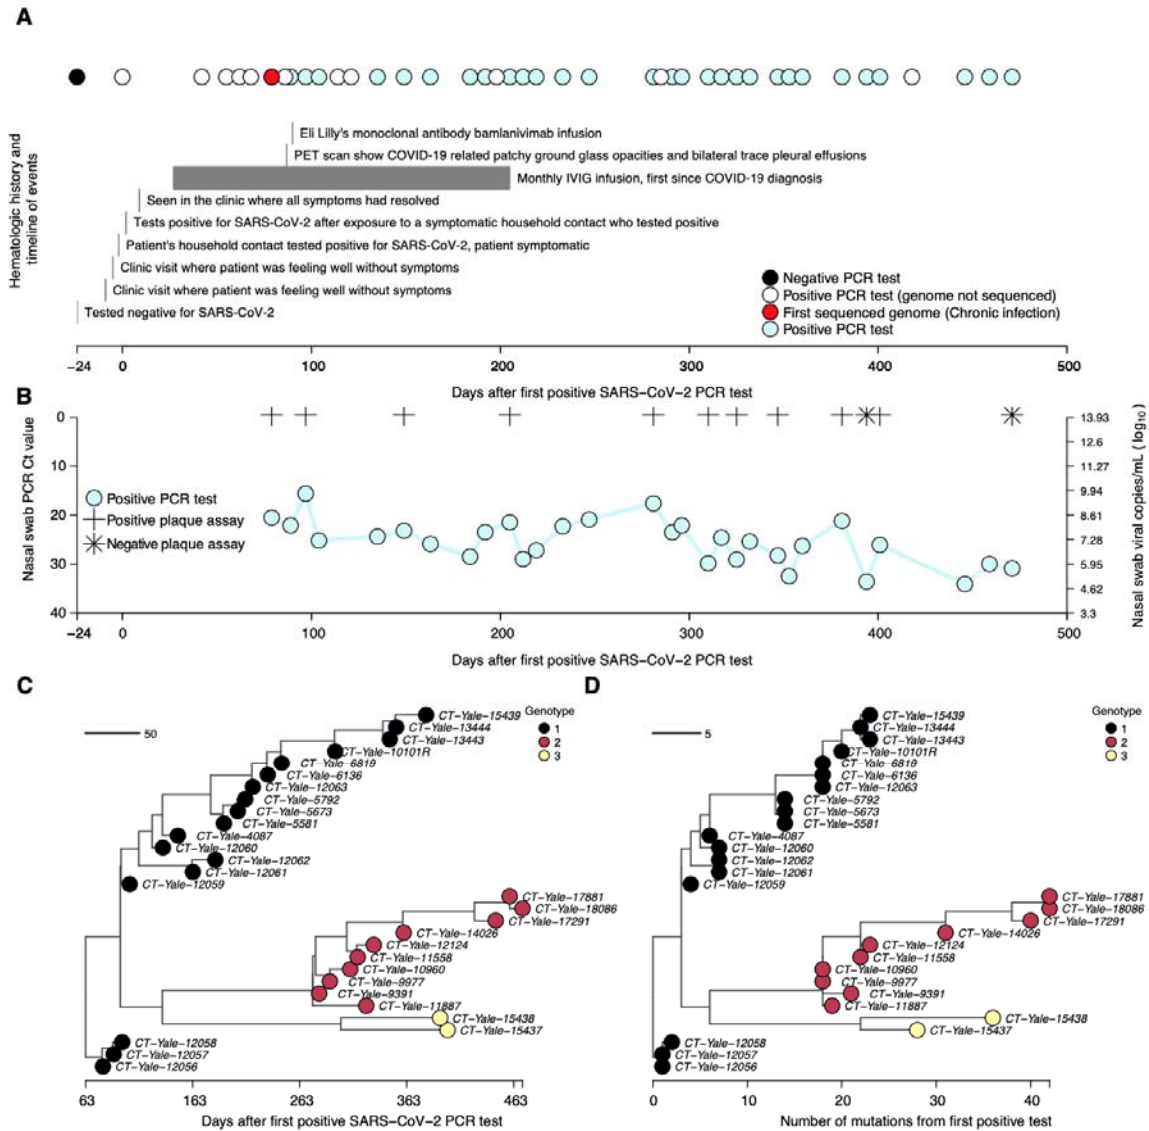 A
Hematologic history and
timeline of events
Eli Lilly's monoclonal antibody bamlanivimab infusion
PET scan show COVID-19 related patchy ground glass opacities and bilateral trace pleural effusions
Monthly IVIG infusion, first since COVID-19 diagnosis
Seen in the clinic where all symptoms had resolved
Tests positive for SARS-CoV-2 after exposure to a symptomatic household contact who tested positive
Patient's household contact tested positive for SARS-CoV-2, patient symptomatic
Clinic visit where patient was feeling well without symptoms
Clinic visit where patient was feeling well without symptoms
Tested negative for SARS-CoV-2
Negative PCR test
Positive PCR test (genome not sequenced)
First sequenced genome (Chronic infection)
Positive PCR test
−24 0 100 200 300 400 500
Days after first positive SARS−CoV−2 PCR test
B
Nasal swab PCR Ct value
0
10
20
30
40
Positive PCR test
Positive plaque assay
Negative plaque assay
13.93
12.6
11.27
9.94
8.61
7.28
5.95
4.62
3.3
Nasal swab viral copies/mL (log10)
−24 0 100 200 300 400 500
Days after first positive SARS−CoV−2 PCR test
C
50
Genotype
1
2
3
CT−Yale−15439
CT−Yale−13444
CT−Yale−13443
CT−Yale−10101R
CT−Yale−6819
CT−Yale−6136
CT−Yale−12063
CT−Yale−5792
CT−Yale−5673
CT−Yale−5581
CT−Yale−4087
CT−Yale−12060
CT−Yale−12062
CT−Yale−12061
CT−Yale−12059
CT−Yale−17881
CT−Yale−18086
CT−Yale−17291
CT−Yale−14026
CT−Yale−12124
CT−Yale−11558
CT−Yale−10960
CT−Yale−9977
CT−Yale−9391
CT−Yale−11887
CT−Yale−15438
CT−Yale−15437
CT−Yale−12058
CT−Yale−12057
CT−Yale−12056
63 163 263 363 463
Days after first positive SARS−CoV−2 PCR test
D
5
Genotype
1
2
3
CT−Yale−15439
CT−Yale−13444
CT−Yale−13443
CT−Yale−10101R
CT−Yale−6819
CT−Yale−6136
CT−Yale−12063
CT−Yale−5792
CT−Yale−5673
CT−Yale−5581
CT−Yale−4087
CT−Yale−12060
CT−Yale−12062
CT−Yale−12061
CT−Yale−12059
CT−Yale−17881
CT−Yale−18086
CT−Yale−17291
CT−Yale−14026
CT−Yale−12124
CT−Yale−11558
CT−Yale−10960
CT−Yale−9977
CT−Yale−9391
CT−Yale−11887
CT−Yale−15438
CT−Yale−15437
CT−Yale−12058
CT−Yale−12057
CT−Yale−12056
0 10 20 30 40
Number of mutations from first positive test